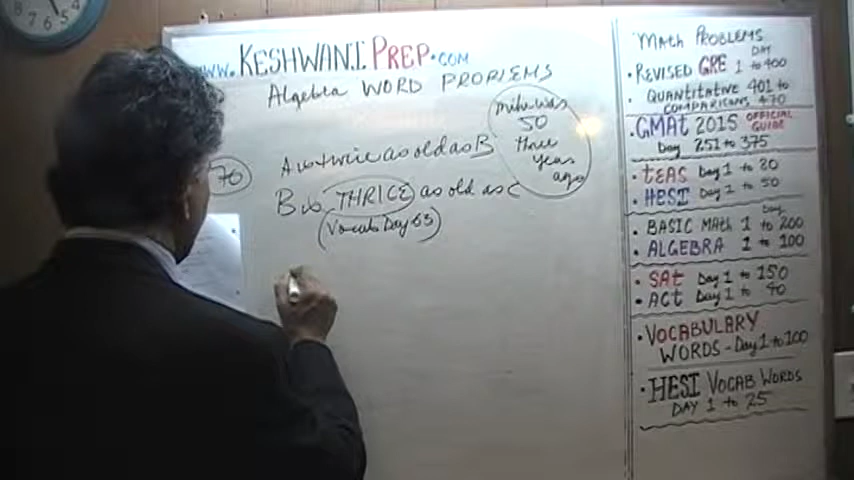 www.KESHWANI PREP.COM
Algebra WORD PROBLEMS
Mike was
50
three
years
ago
70
A is twice as old as B
B is THRICE as old as C
(Vocab Day 63)
Math PROBLEMS
DAY
• REVISED GRE 1 to 400
QUANTITATIVE 401 to
COMPARISONS 470
• GMAT 2015 OFFICIAL
GUIDE
Day 251 to 375
• TEAS Day 1 to 20
• HESI Day 1 to 50
Day
• BASIC Math 1 to 200
• ALGEBRA 1 to 100
• SAt Day 1 to 150
• ACt Day 1 to 40
• VOCABULARY
WORDS - Day 1 to 100
• HESI VOCAB WORDS
DAY 1 to 25